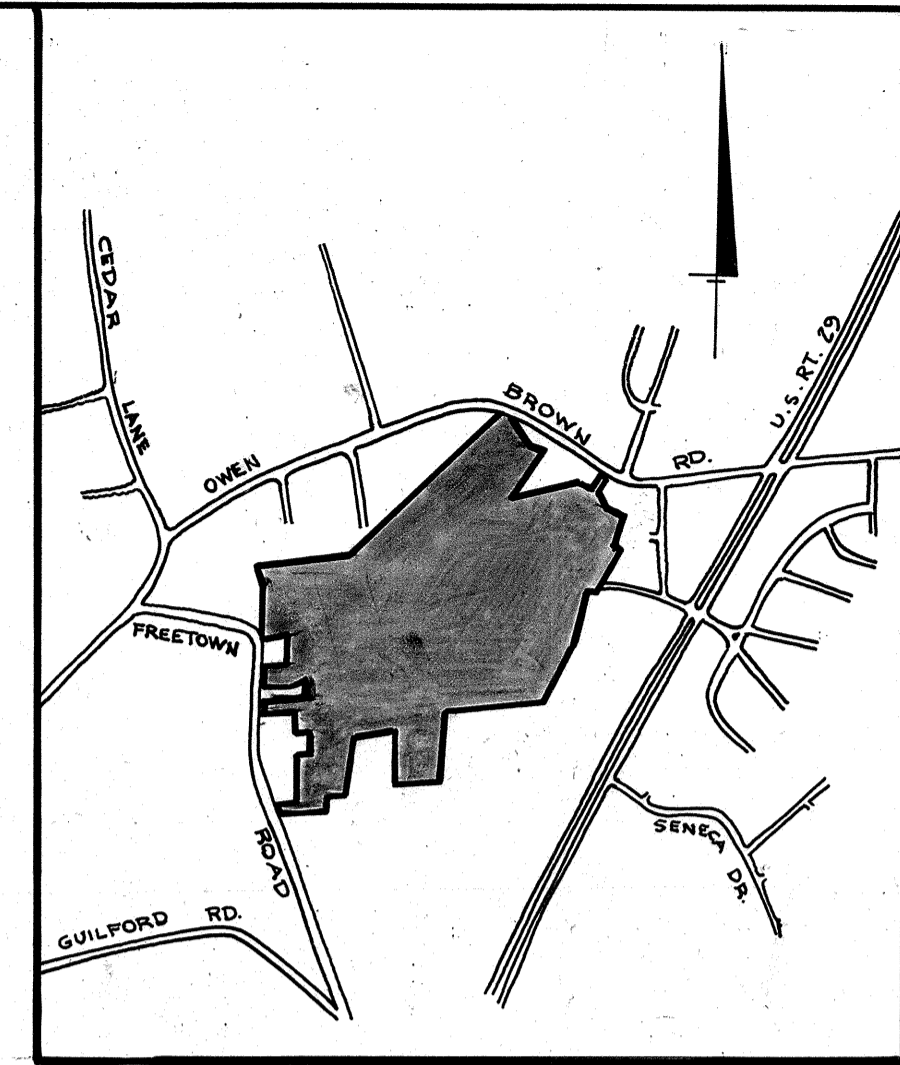 CEDAR
LANE
OWEN
BROWN
RD.
U.S. RT. 29
FREETOWN
ROAD
SENECA
DR.
GUILFORD RD.